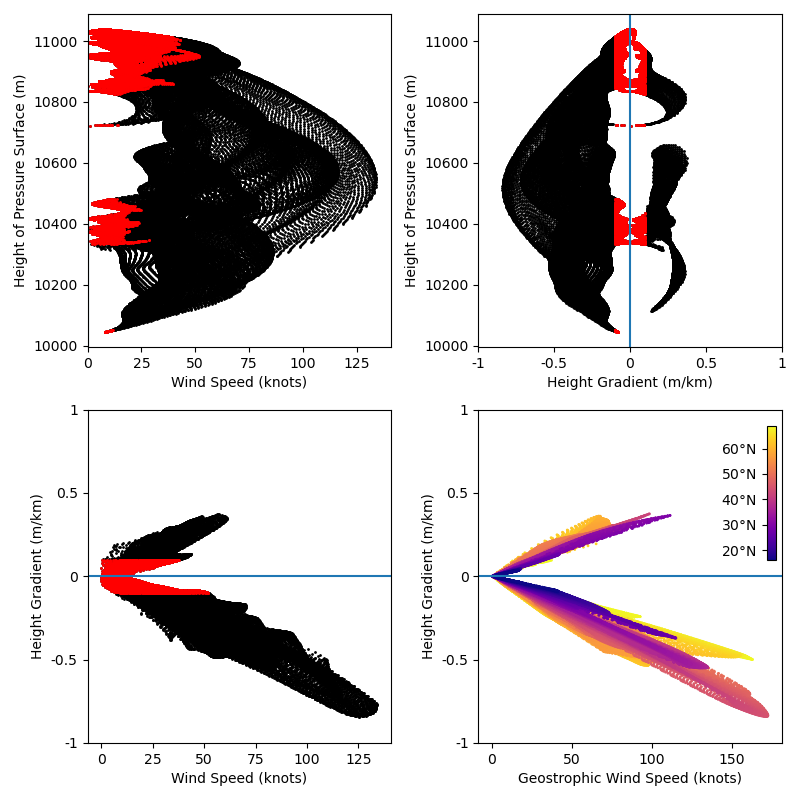 11000
10800
10600
10400
10200
10000
Height of Pressure Surface (m)
0 25 50 75 100 125
Wind Speed (knots)
11000
10800
10600
10400
10200
10000
Height of Pressure Surface (m)
-1 -0.5 0 0.5 1
Height Gradient (m/km)
1
0.5
0
-0.5
-1
Height Gradient (m/km)
0 25 50 75 100 125
Wind Speed (knots)
1
0.5
0
-0.5
-1
Height Gradient (m/km)
60°N
50°N
40°N
30°N
20°N
0 50 100 150
Geostrophic Wind Speed (knots)